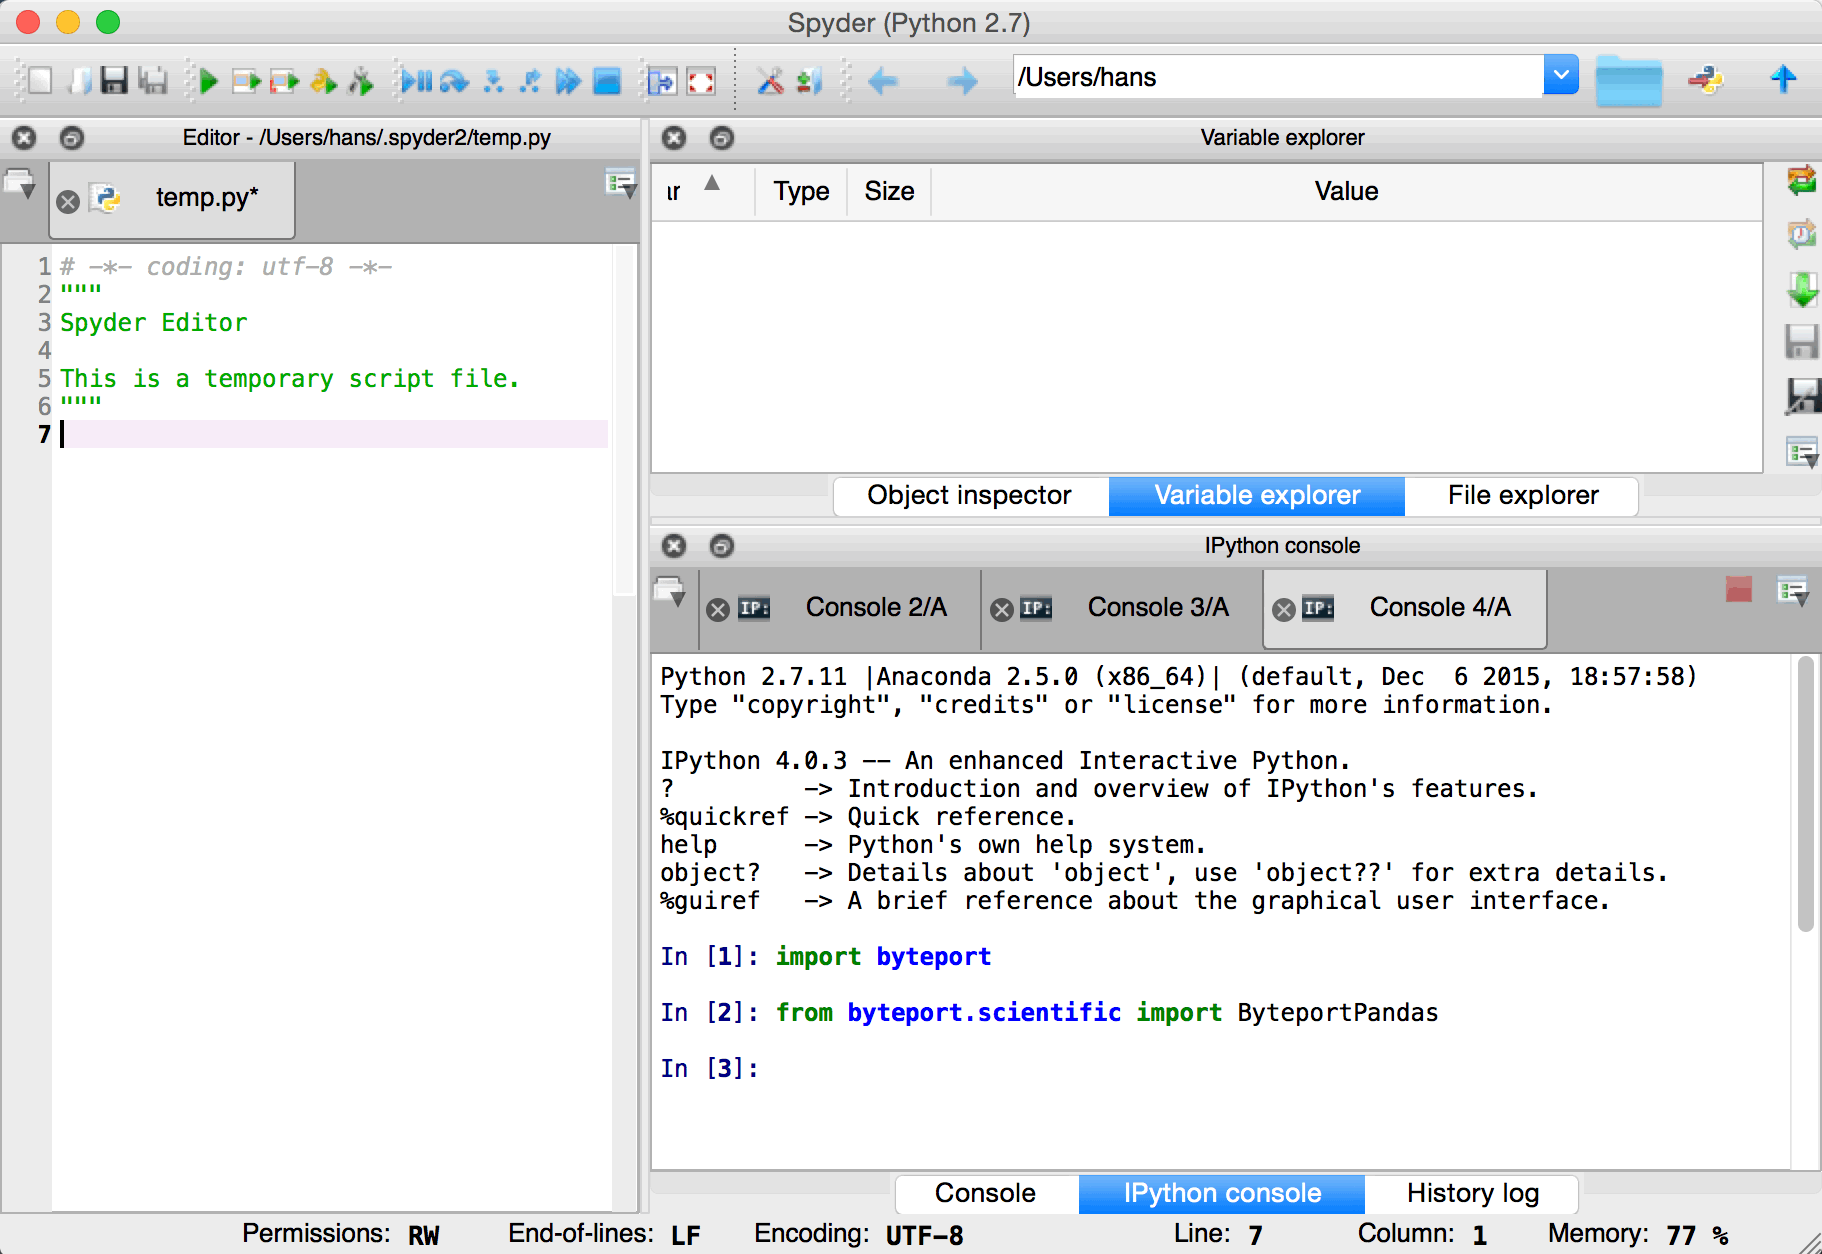 Spyder (Python 2.7)
/Users/hans
Editor - /Users/hans/.spyder2/temp.py
temp.py*
1 # -*- coding: utf-8 -*-
2 """
3 Spyder Editor
4
5 This is a temporary script file.
6 """
7
Variable explorer
ar Type Size Value
Object inspector Variable explorer File explorer
IPython console
IP: Console 2/A IP: Console 3/A IP: Console 4/A
Python 2.7.11 |Anaconda 2.5.0 (x86_64)| (default, Dec  6 2015, 18:57:58)
Type "copyright", "credits" or "license" for more information.
IPython 4.0.3 -- An enhanced Interactive Python.
?         -> Introduction and overview of IPython's features.
%quickref -> Quick reference.
help      -> Python's own help system.
object?   -> Details about 'object', use 'object??' for extra details.
%guiref   -> A brief reference about the graphical user interface.
In [1]: import byteport
In [2]: from byteport.scientific import ByteportPandas
In [3]:
Console IPython console History log
Permissions: RW End-of-lines: LF Encoding: UTF-8 Line: 7 Column: 1 Memory: 77 %